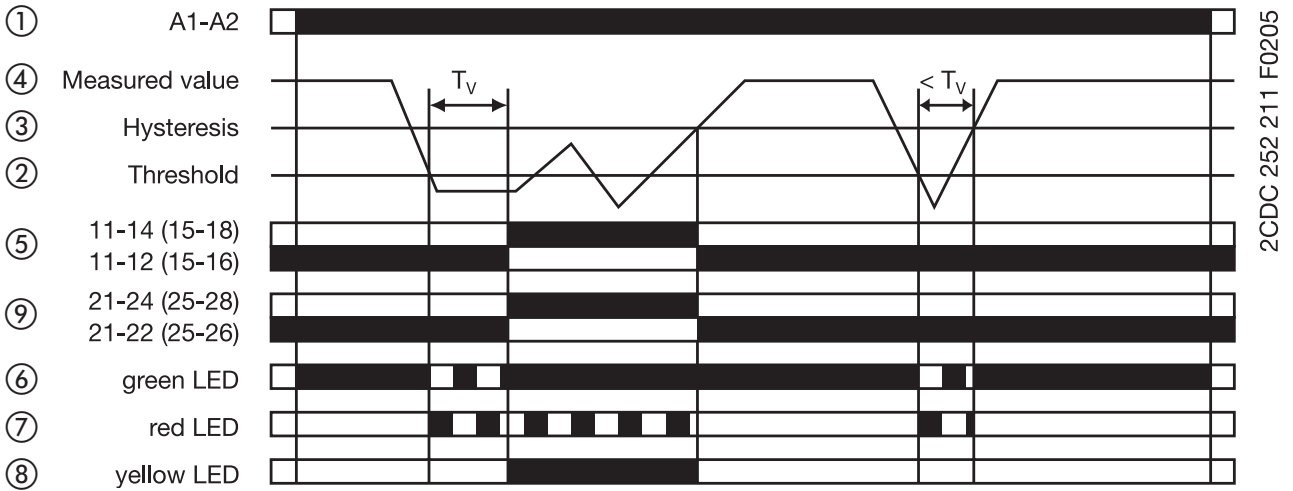 ① A1-A2
④ Measured value
Tᵥ
< Tᵥ
③ Hysteresis
② Threshold
⑤ 11-14 (15-18)
11-12 (15-16)
⑨ 21-24 (25-28)
21-22 (25-26)
⑥ green LED
⑦ red LED
⑧ yellow LED
2CDC 252 211 F0205